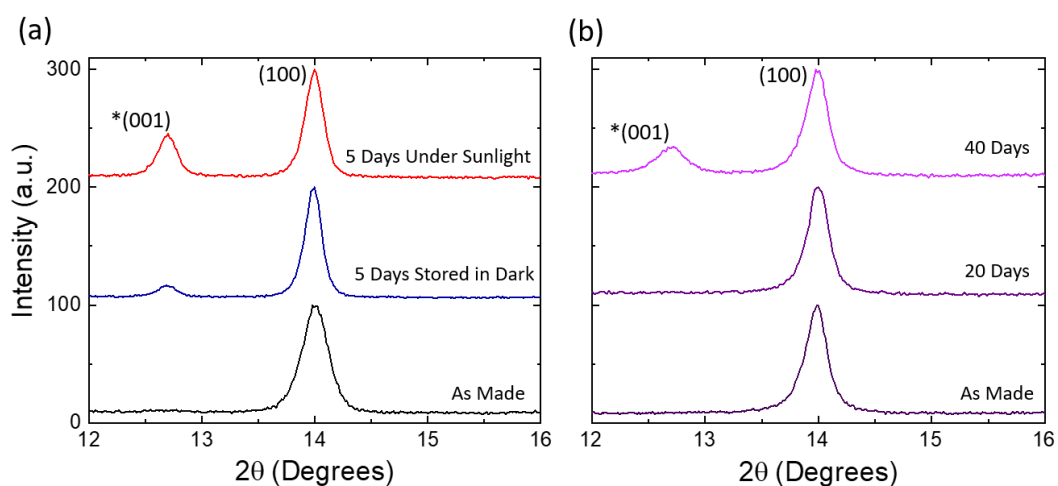 (a)
300
200
100
0
Intensity (a.u.)
*(001)
(100)
5 Days Under Sunlight
5 Days Stored in Dark
As Made
12 13 14 15 16
2θ (Degrees)
(b)
*(001)
(100)
40 Days
20 Days
As Made
12 13 14 15 16
2θ (Degrees)